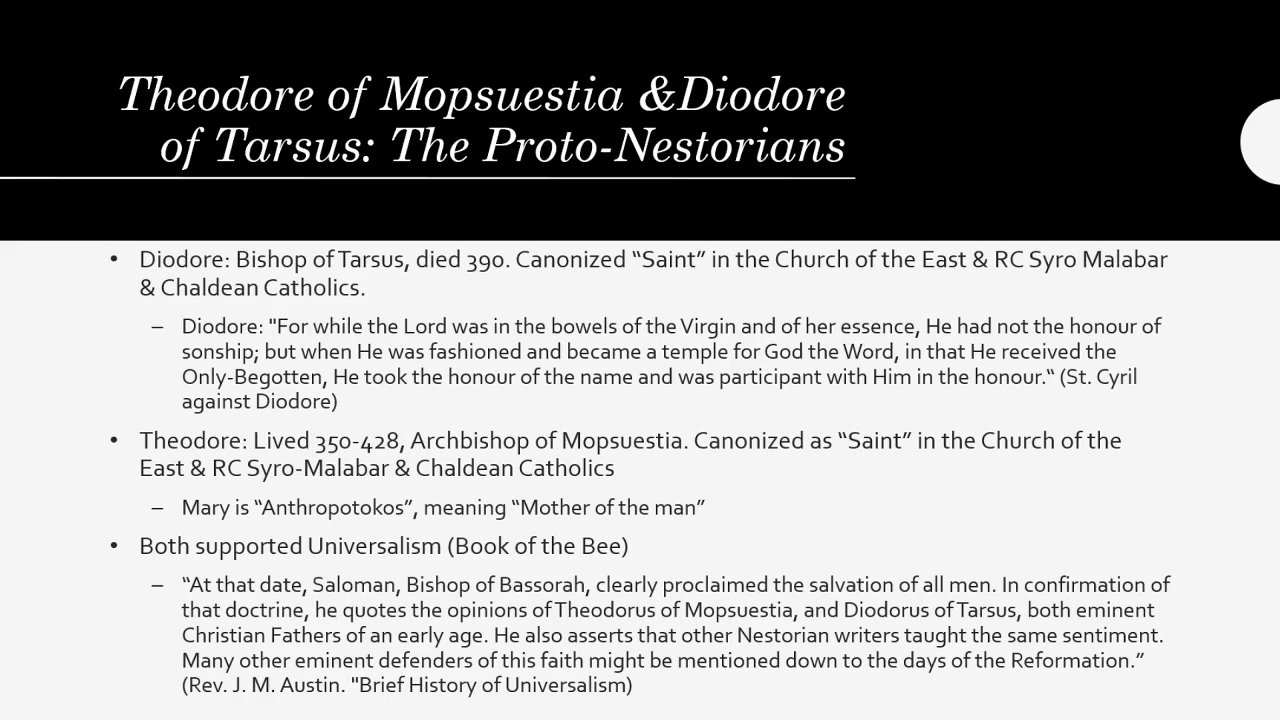 Theodore of Mopsuestia &Diodore
of Tarsus: The Proto-Nestorians
• Diodore: Bishop of Tarsus, died 390. Canonized “Saint” in the Church of the East & RC Syro Malabar
& Chaldean Catholics.
– Diodore: "For while the Lord was in the bowels of the Virgin and of her essence, He had not the honour of
sonship; but when He was fashioned and became a temple for God the Word, in that He received the
Only-Begotten, He took the honour of the name and was participant with Him in the honour.“ (St. Cyril
against Diodore)
• Theodore: Lived 350-428, Archbishop of Mopsuestia. Canonized as “Saint” in the Church of the
East & RC Syro-Malabar & Chaldean Catholics
– Mary is “Anthropotokos”, meaning “Mother of the man”
• Both supported Universalism (Book of the Bee)
– “At that date, Saloman, Bishop of Bassorah, clearly proclaimed the salvation of all men. In confirmation of
that doctrine, he quotes the opinions of Theodorus of Mopsuestia, and Diodorus of Tarsus, both eminent
Christian Fathers of an early age. He also asserts that other Nestorian writers taught the same sentiment.
Many other eminent defenders of this faith might be mentioned down to the days of the Reformation.”
(Rev. J. M. Austin. "Brief History of Universalism)